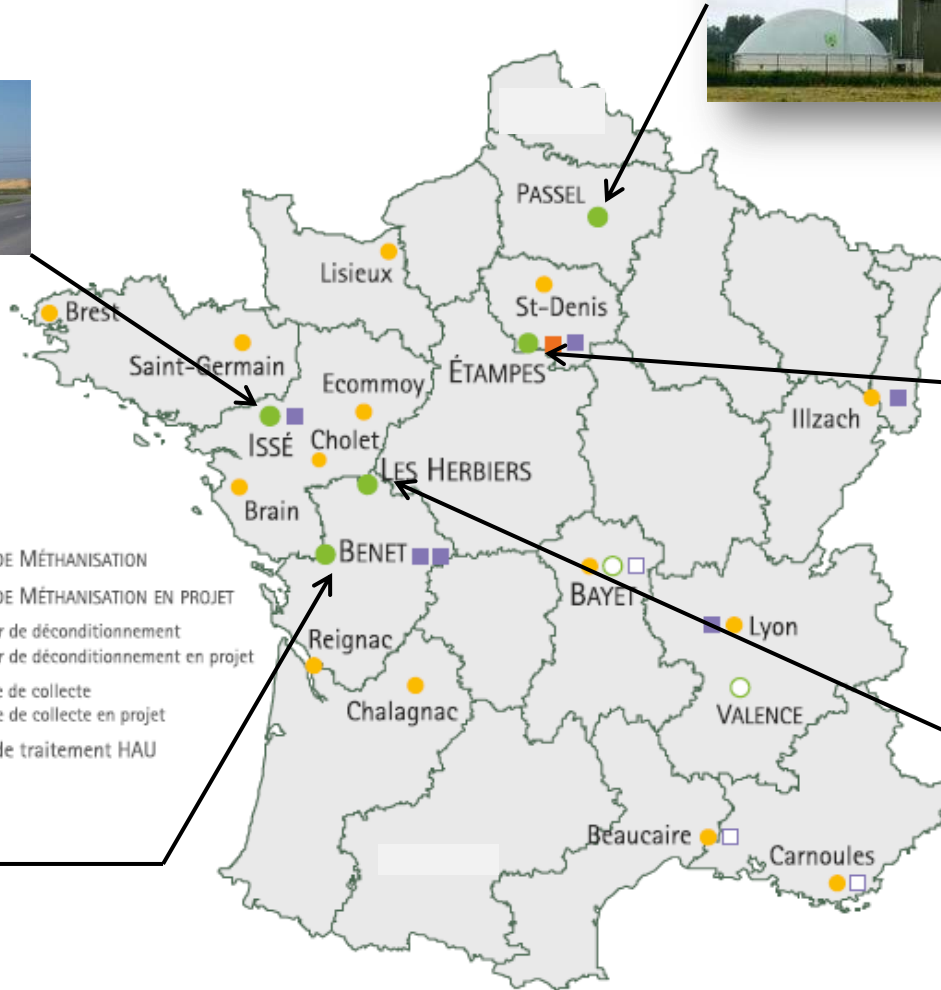 PASSEL
Lisieux
St-Denis
Brest
Saint-Germain
ÉTAMPES
Ecommoy
Illzach
ISSÉ
Cholet
LES HERBIERS
Brain
BENET
DE MÉTHANISATION
DE MÉTHANISATION EN PROJET
BAYET
r de déconditionnement
r de déconditionnement en projet
Reignac
Lyon
e de collecte
e de collecte en projet
Chalagnac
VALENCE
de traitement HAU
Beaucaire
Carnoules